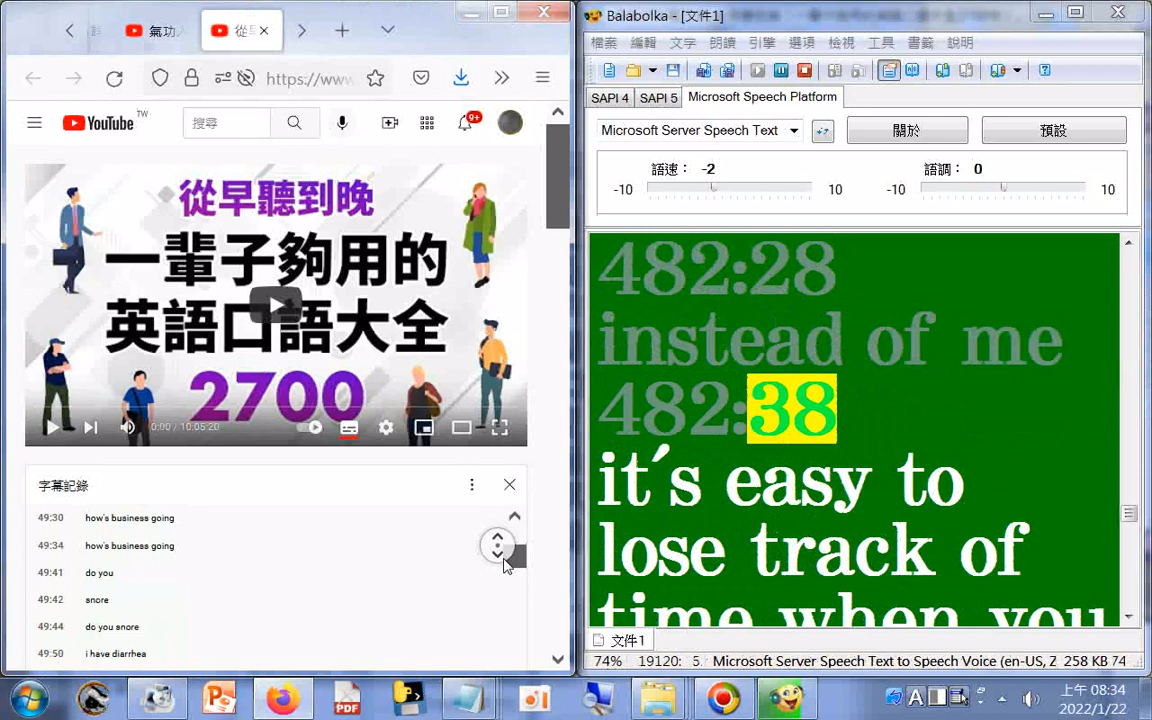 氣功
從
https://www
YouTube TW
搜尋
9+
從早聽到晚
一輩子夠用的
英語口語大全
2700
0:00 / 10:05:20
字幕記錄
49:30 how's business going
49:34 how's business going
49:41 do you
49:42 snore
49:44 do you snore
49:50 i have diarrhea
Balabolka - [文件1]
檔案 編輯 文字 朗讀 引擎 選項 檢視 工具 書籤 說明
SAPI 4 SAPI 5 Microsoft Speech Platform
Microsoft Server Speech Text 關於 預設
語速： -2 語調： 0
-10 10 -10 10
482:28
instead of me
482:38
it's easy to
lose track of
time when you
文件1
74% 19120: 5. Microsoft Server Speech Text to Speech Voice (en-US, Z 258 KB 74
PDF
A
上午 08:34
2022/1/22